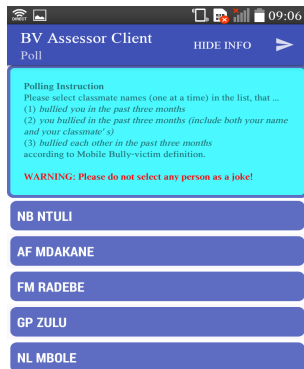 DIRECT 09:06
BV Assessor Client HIDE INFO
Poll
Polling Instruction
Please select classmate names (one at a time) in the list, that ...
(1) bullied you in the past three months
(2) you bullied in the past three months (include both your name
and your classmate' s)
(3) bullied each other in the past three months
according to Mobile Bully-victim definition.
WARNING: Please do not select any person as a joke!
NB NTULI
AF MDAKANE
FM RADEBE
GP ZULU
NL MBOLE